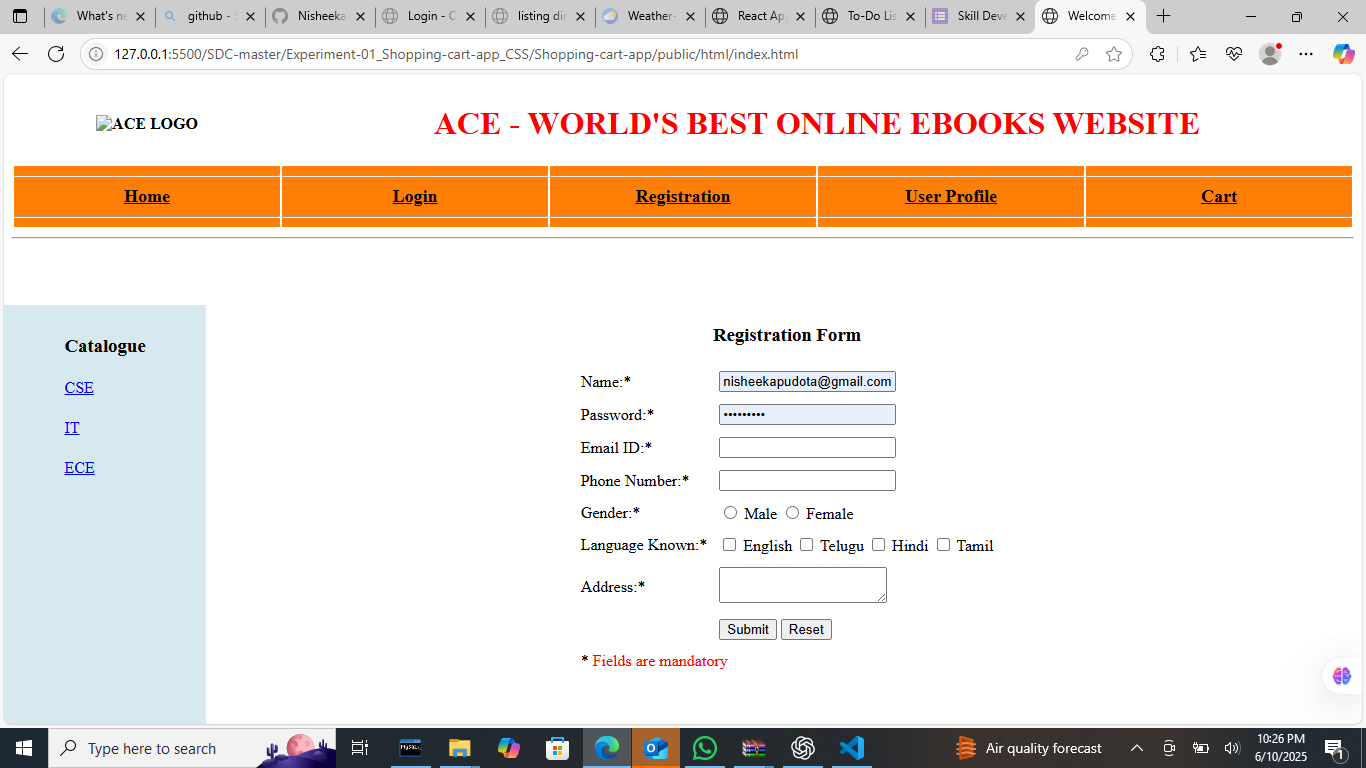 What's ne
github - S
Nisheeka
Login - C
listing dir
Weather-
React App
To-Do Lis
Skill Deve
Welcome
127.0.0.1:5500/SDC-master/Experiment-01_Shopping-cart-app_CSS/Shopping-cart-app/public/html/index.html
ACE LOGO
ACE - WORLD'S BEST ONLINE EBOOKS WEBSITE
Home Login Registration User Profile Cart
Catalogue
CSE
IT
ECE
Registration Form
Name:* nisheekapudota@gmail.com
Password:* •••••••••
Email ID:*
Phone Number:*
Gender:* Male Female
Language Known:* English Telugu Hindi Tamil
Address:*
Submit Reset
* Fields are mandatory
Type here to search
MySQL
Air quality forecast
10:26 PM
6/10/2025
1